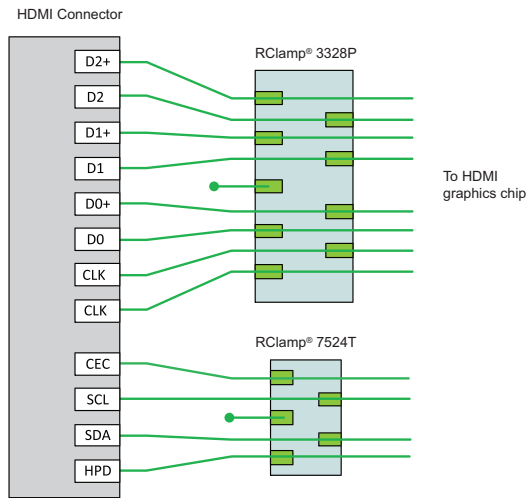 HDMI Connector
RClamp® 3328P
D2+
D2
D1+
D1
To HDMI
graphics chip
D0+
D0
CLK
CLK
RClamp® 7524T
CEC
SCL
SDA
HPD